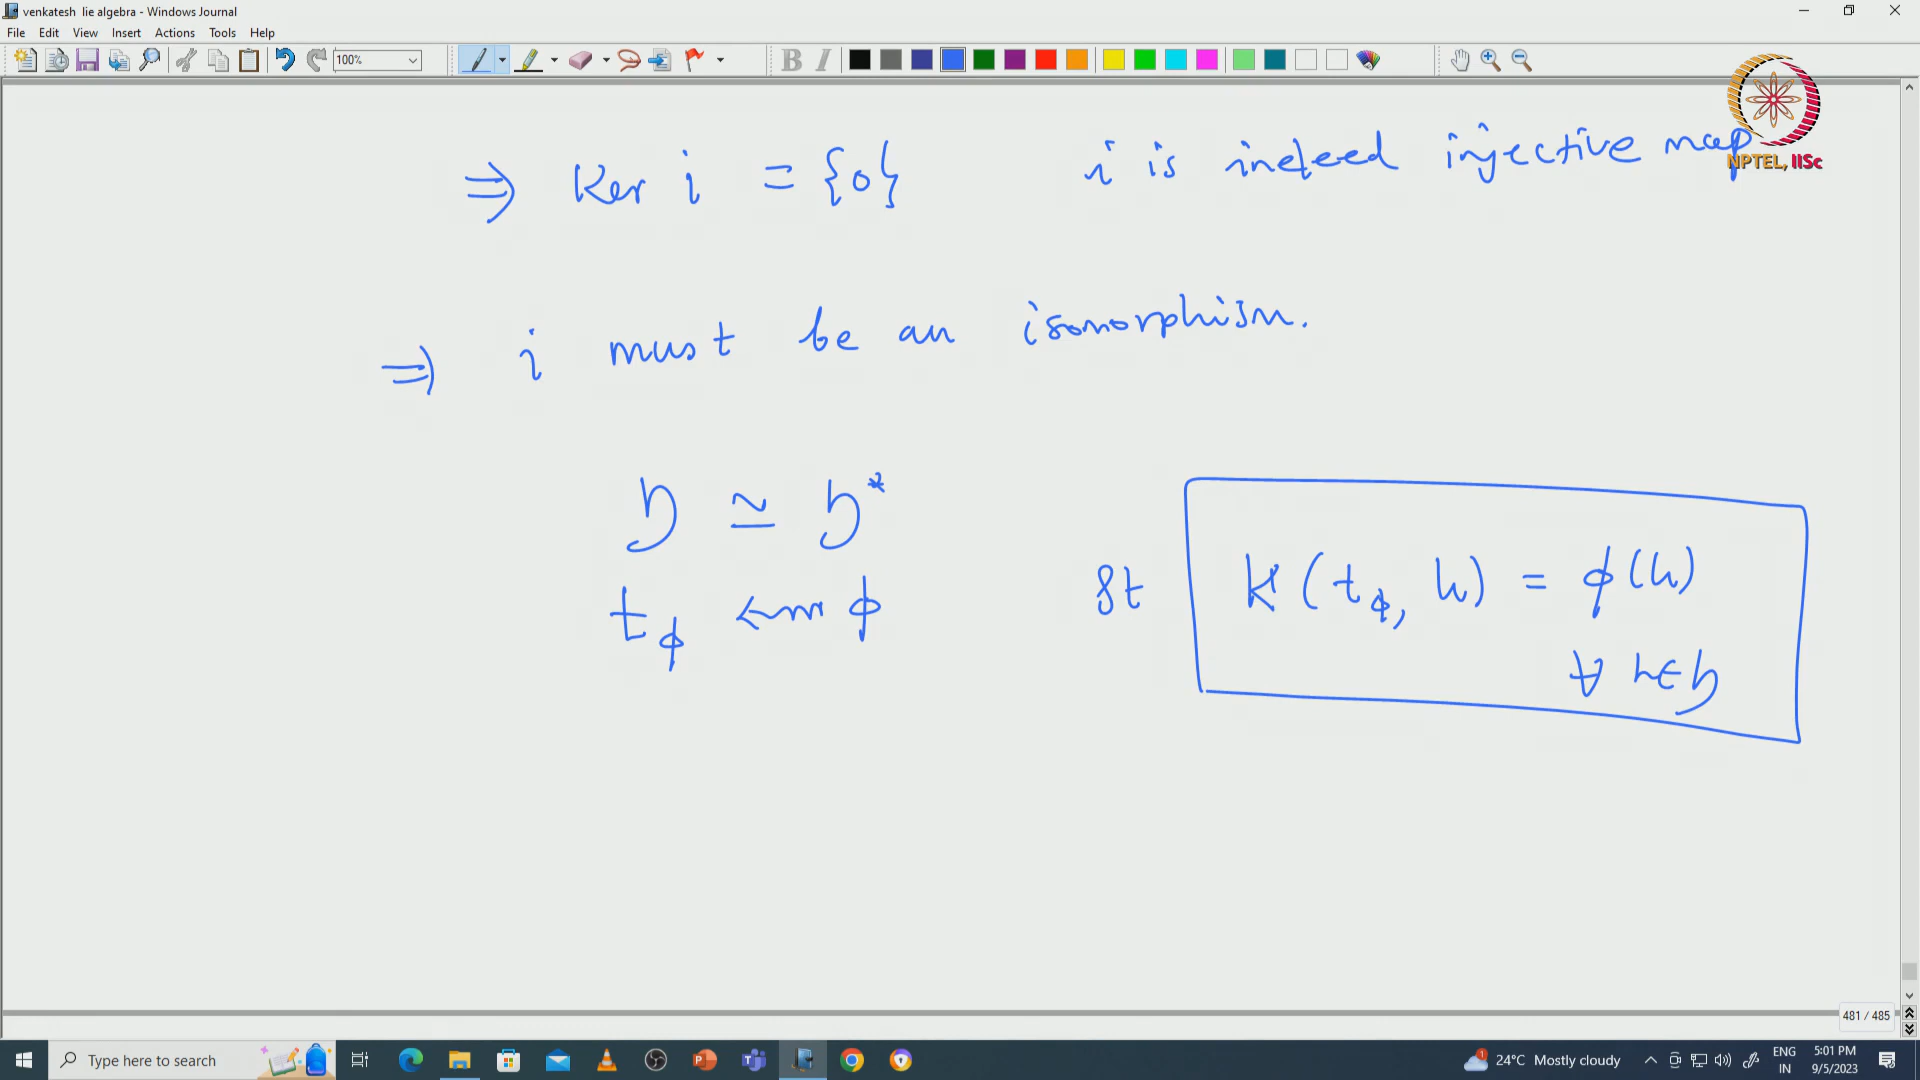 venkatesh lie algebra - Windows Journal
File Edit View Insert Actions Tools Help
100%
NPTEL, IISc
⇒ Ker i = {0} i is indeed injective map
⇒ i must be an isomorphism.
𝔥 ≃ 𝔥*
t_ϕ ⟵ ϕ st K(t_ϕ, h) = ϕ(h)
∀ h∈𝔥
481 / 485
Type here to search
24°C Mostly cloudy
ENG
IN
5:01 PM
9/5/2023